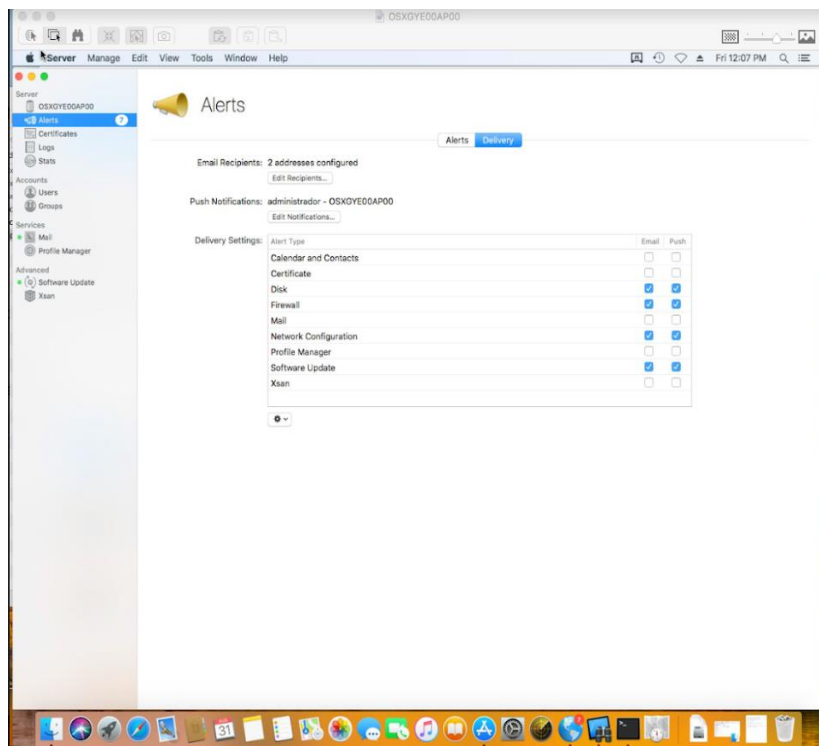 OSXGYE00AP00
Server Manage Edit View Tools Window Help Fri 12:07 PM
Server
OSXGYE00AP00
Alerts 7
Certificates
Logs
Stats
Accounts
Users
Groups
Services
Mail
Profile Manager
Advanced
Software Update
Xsan
Alerts
Alerts Delivery
Email Recipients: 2 addresses configured
Edit Recipients...
Push Notifications: administrador - OSXGYE00AP00
Edit Notifications...
Delivery Settings: Alert Type Email Push
Calendar and Contacts
Certificate
Disk
Firewall
Mail
Network Configuration
Profile Manager
Software Update
Xsan
31